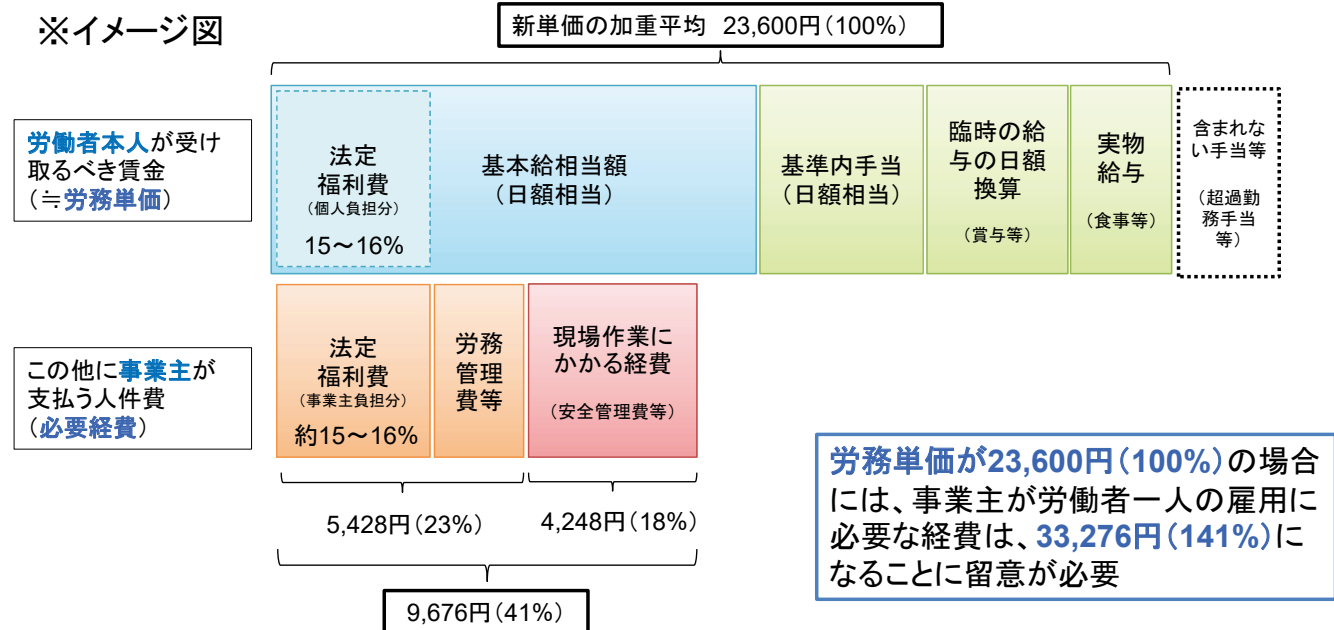 ※イメージ図
新単価の加重平均 23,600円(100%)
労働者本人が受け
取るべき賃金
(≒労務単価)
法定
福利費
(個人負担分)
15~16%
基本給相当額
(日額相当)
基準内手当
(日額相当)
臨時の給
与の日額
換算
(賞与等)
実物
給与
(食事等)
含まれな
い手当等
(超過勤
務手当
等)
この他に事業主が
支払う人件費
(必要経費)
法定
福利費
(事業主負担分)
約15~16%
労務
管理
費等
現場作業に
かかる経費
(安全管理費等)
5,428円(23%)
4,248円(18%)
9,676円(41%)
労務単価が23,600円(100%)の場合
には、事業主が労働者一人の雇用に
必要な経費は、33,276円(141%)に
なることに留意が必要